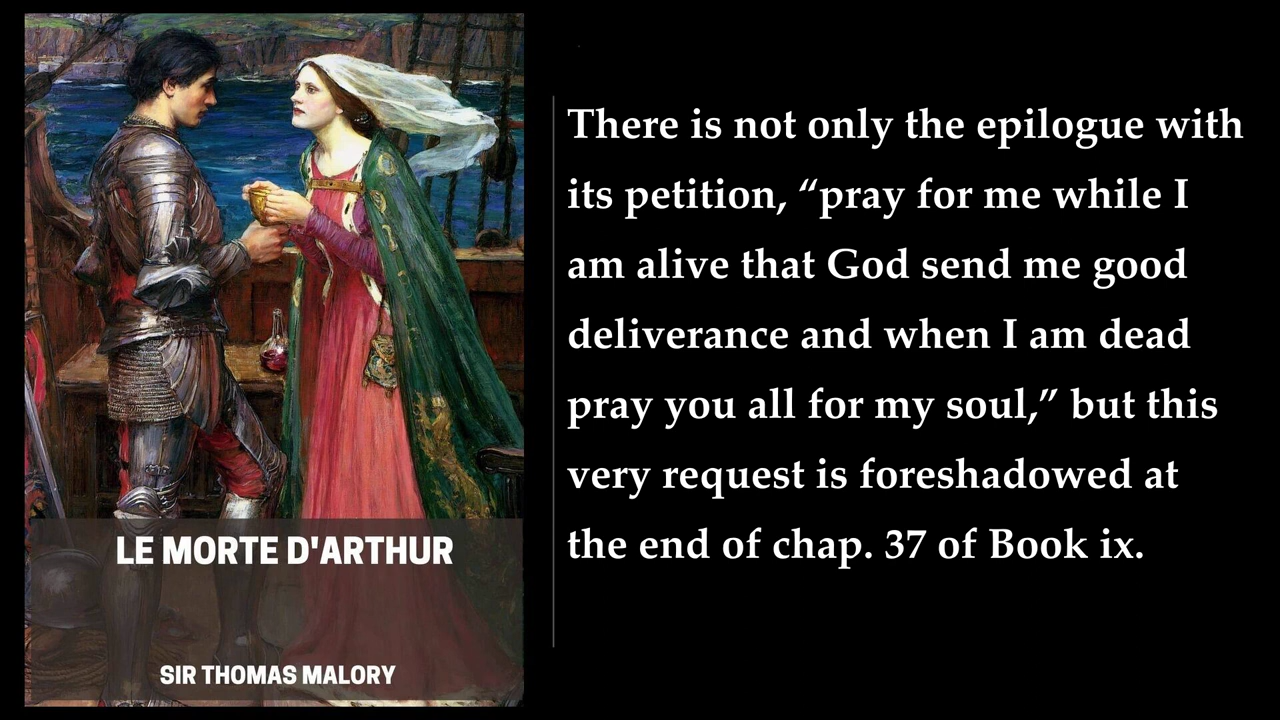 LE MORTE D'ARTHUR
SIR THOMAS MALORY
There is not only the epilogue with
its petition, “pray for me while I
am alive that God send me good
deliverance and when I am dead
pray you all for my soul,” but this
very request is foreshadowed at
the end of chap. 37 of Book ix.